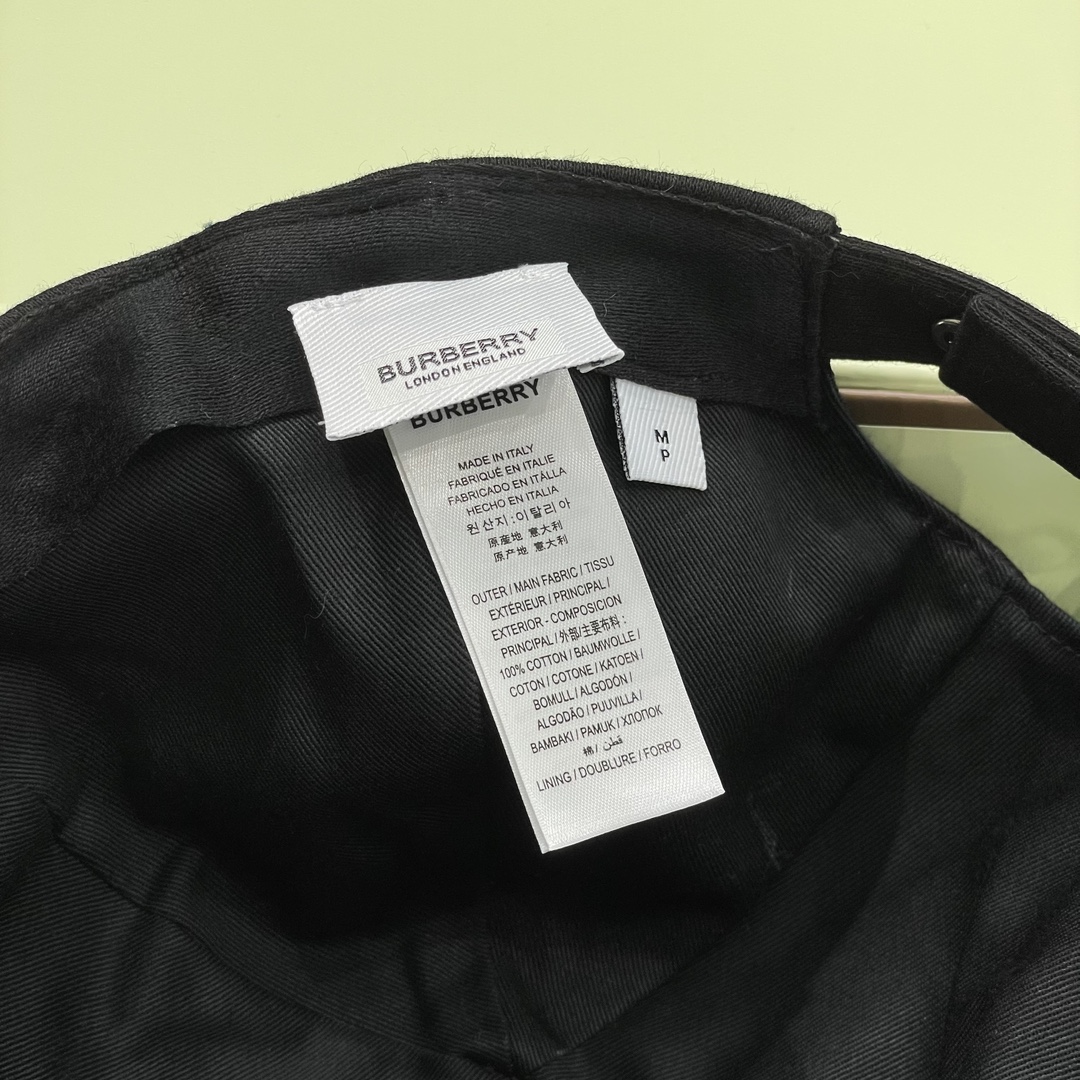 BURBERRY
LONDON ENGLAND
BURBERRY
M
P
MADE IN ITALY
FABRIQUÉ EN ITALIE
FABRICADO EN ITÁLLA
HECHO EN ITALIA
원산지:이탈리아
原産地 意大利
原产地 意大利
OUTER / MAIN FABRIC / TISSU
EXTÉRIEUR / PRINCIPAL /
EXTERIOR - COMPOSICION
PRINCIPAL / 外部/主要布料:
100% COTTON / BAUMWOLLE /
COTON / COTONE / KATOEN /
BOMULL / ALGODÓN /
ALGODÃO / PUUVILLA /
BAMBAKI / PAMUK / ХЛОПОК
棉 / قطن
LINING / DOUBLURE / FORRO